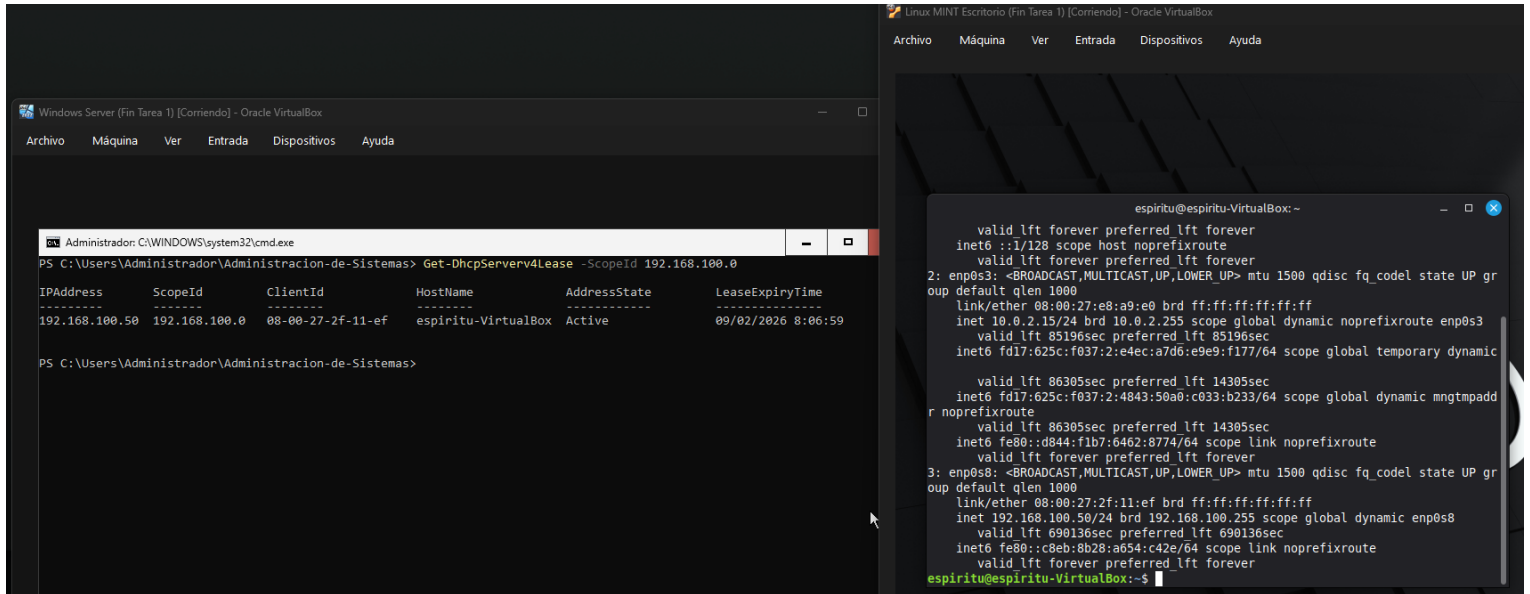 Windows Server (Fin Tarea 1) [Corriendo] - Oracle VirtualBox
Archivo Máquina Ver Entrada Dispositivos Ayuda
Administrador: C:\WINDOWS\system32\cmd.exe
PS C:\Users\Administrador\Administracion-de-Sistemas> Get-DhcpServerv4Lease -ScopeId 192.168.100.0
IPAddress ScopeId ClientId HostName AddressState LeaseExpiryTime
--------- ------- -------- -------- ------------ ---------------
192.168.100.50 192.168.100.0 08-00-27-2f-11-ef espiritu-VirtualBox Active 09/02/2026 8:06:59
PS C:\Users\Administrador\Administracion-de-Sistemas>
Linux MINT Escritorio (Fin Tarea 1) [Corriendo] - Oracle VirtualBox
Archivo Máquina Ver Entrada Dispositivos Ayuda
espiritu@espiritu-VirtualBox: ~
valid_lft forever preferred_lft forever
inet6 ::1/128 scope host noprefixroute
valid_lft forever preferred_lft forever
2: enp0s3: <BROADCAST,MULTICAST,UP,LOWER_UP> mtu 1500 qdisc fq_codel state UP gr
oup default qlen 1000
link/ether 08:00:27:e8:a9:e0 brd ff:ff:ff:ff:ff:ff
inet 10.0.2.15/24 brd 10.0.2.255 scope global dynamic noprefixroute enp0s3
valid_lft 85196sec preferred_lft 85196sec
inet6 fd17:625c:f037:2:e4ec:a7d6:e9e9:f177/64 scope global temporary dynamic
valid_lft 86305sec preferred_lft 14305sec
inet6 fd17:625c:f037:2:4843:50a0:c033:b233/64 scope global dynamic mngtmpadd
r noprefixroute
valid_lft 86305sec preferred_lft 14305sec
inet6 fe80::d844:f1b7:6462:8774/64 scope link noprefixroute
valid_lft forever preferred_lft forever
3: enp0s8: <BROADCAST,MULTICAST,UP,LOWER_UP> mtu 1500 qdisc fq_codel state UP gr
oup default qlen 1000
link/ether 08:00:27:2f:11:ef brd ff:ff:ff:ff:ff:ff
inet 192.168.100.50/24 brd 192.168.100.255 scope global dynamic enp0s8
valid_lft 690136sec preferred_lft 690136sec
inet6 fe80::c8eb:8b28:a654:c42e/64 scope link noprefixroute
valid_lft forever preferred_lft forever
espiritu@espiritu-VirtualBox:~$